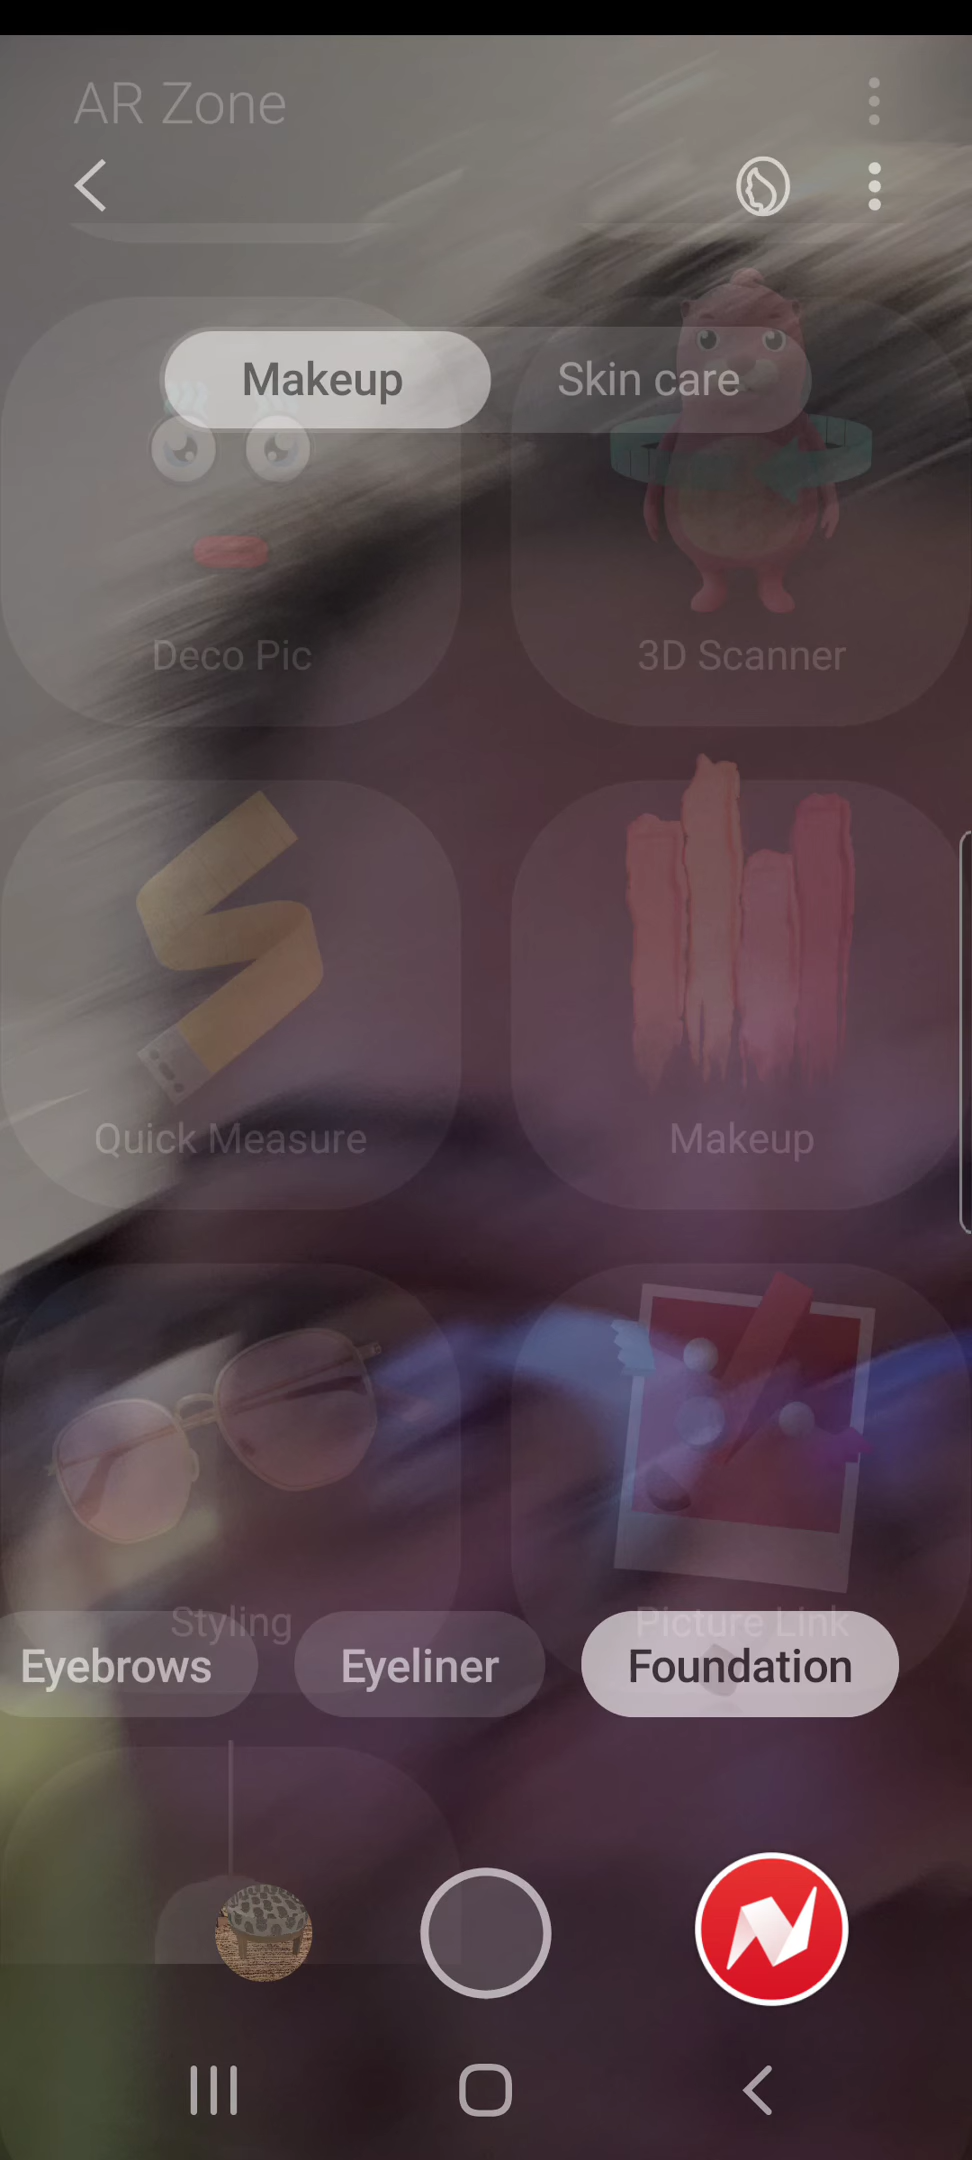 AR Zone
Makeup
Skin care
Deco Pic
3D Scanner
Quick Measure
Makeup
Styling
Picture Link
Eyebrows
Eyeliner
Foundation